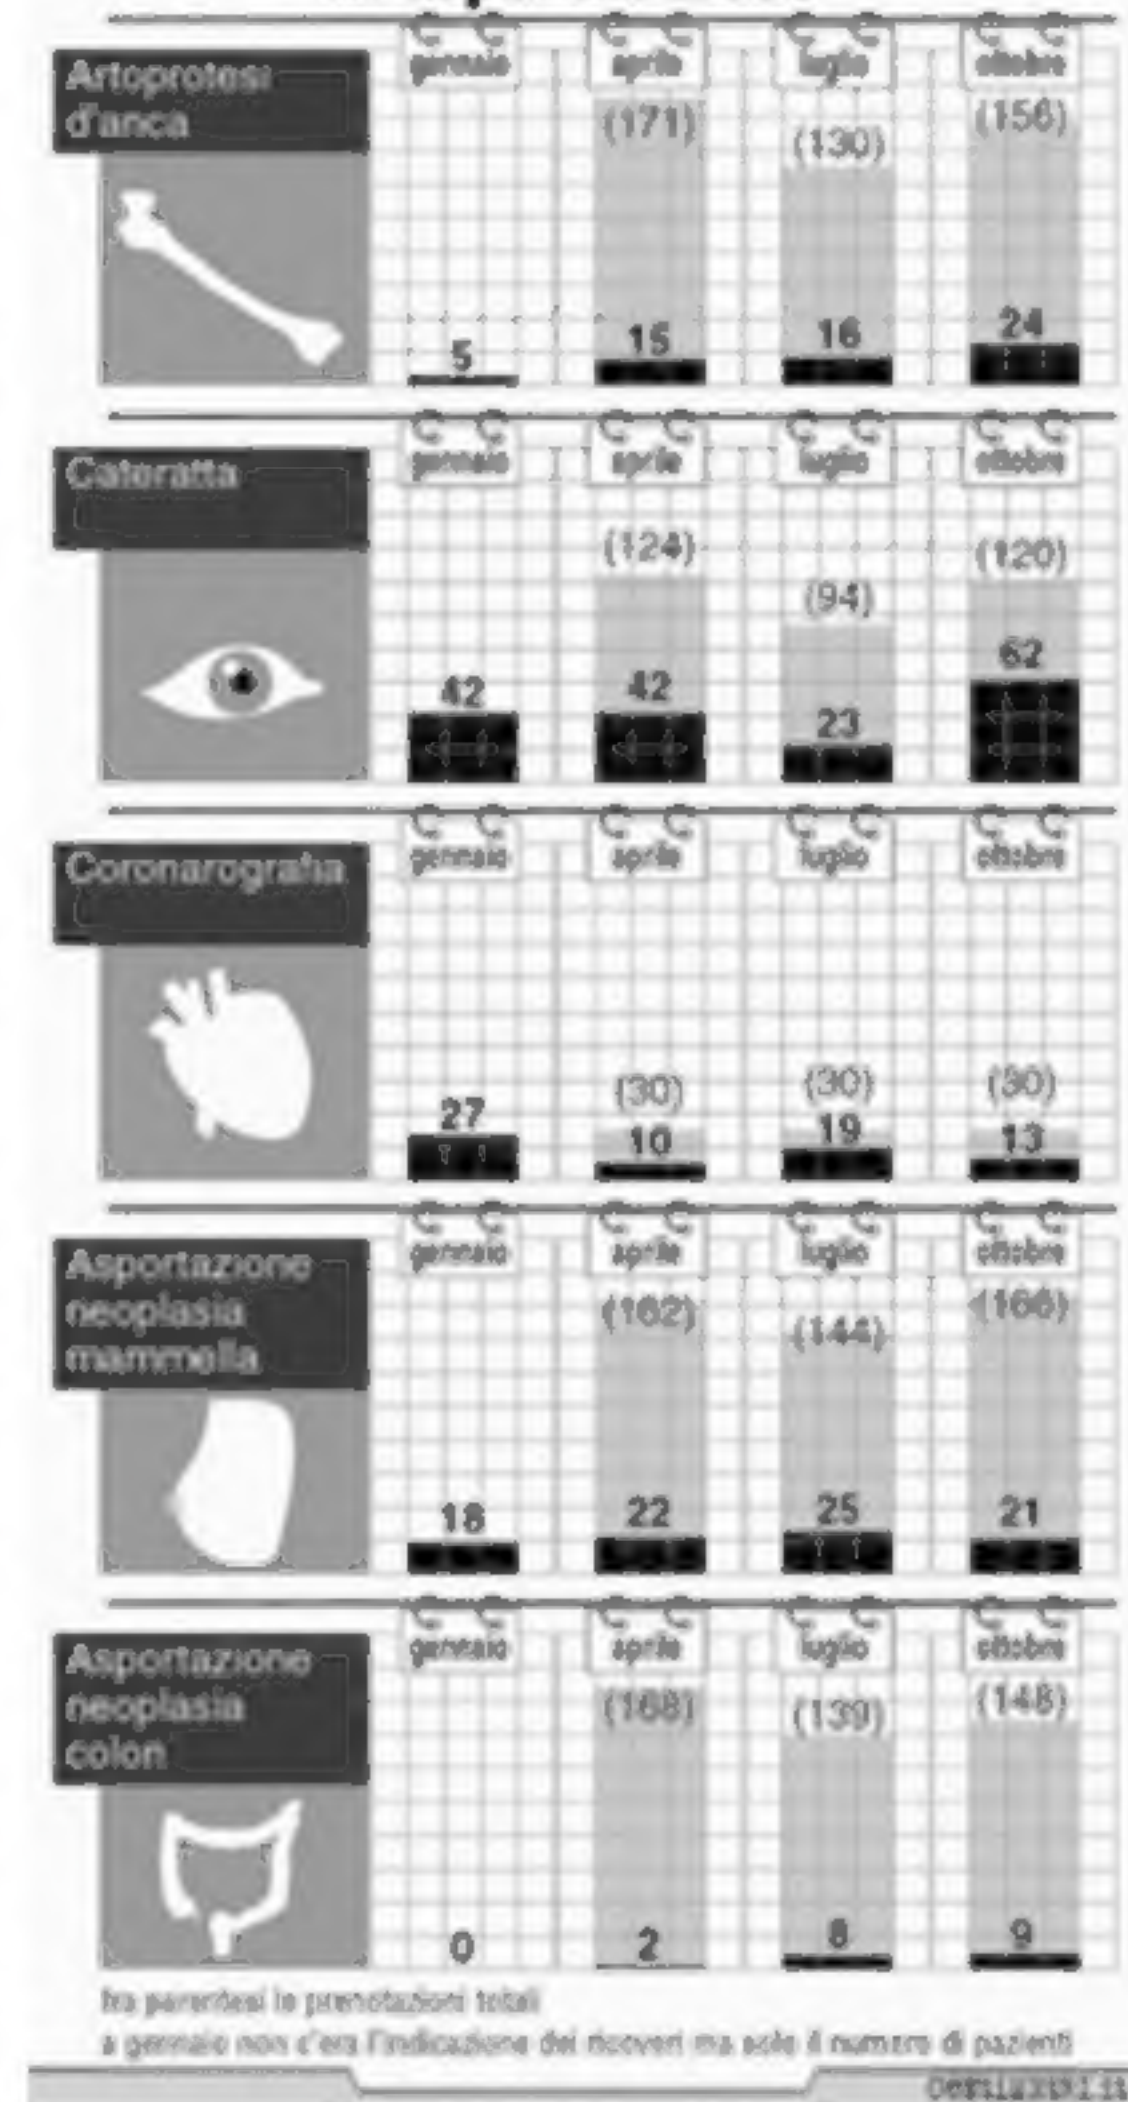 Artoprotesi
d'anca
gennaio aprile luglio ottobre
(171) (130) (156)
5 15 16 24
Cateratta
gennaio aprile luglio ottobre
(124) (94) (120)
42 42 23 62
Coronarografia
gennaio aprile luglio ottobre
(30) (30) (30)
27 10 19 13
Asportazione
neoplasia
mammella
gennaio aprile luglio ottobre
(162) (144) (166)
18 22 25 21
Asportazione
neoplasia
colon
gennaio aprile luglio ottobre
(168) (139) (148)
0 2 8 9
fra parentesi le prenotazioni totali
a gennaio non c'era l'indicazione dei ricoveri ma solo il numero di pazienti